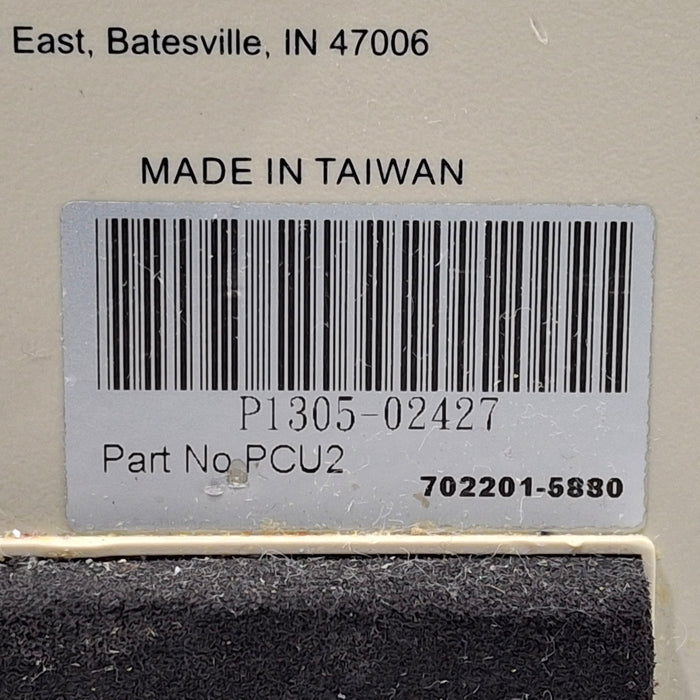 East, Batesville, IN 47006
MADE IN TAIWAN
P1305-02427
Part No PCU2
702201-5880